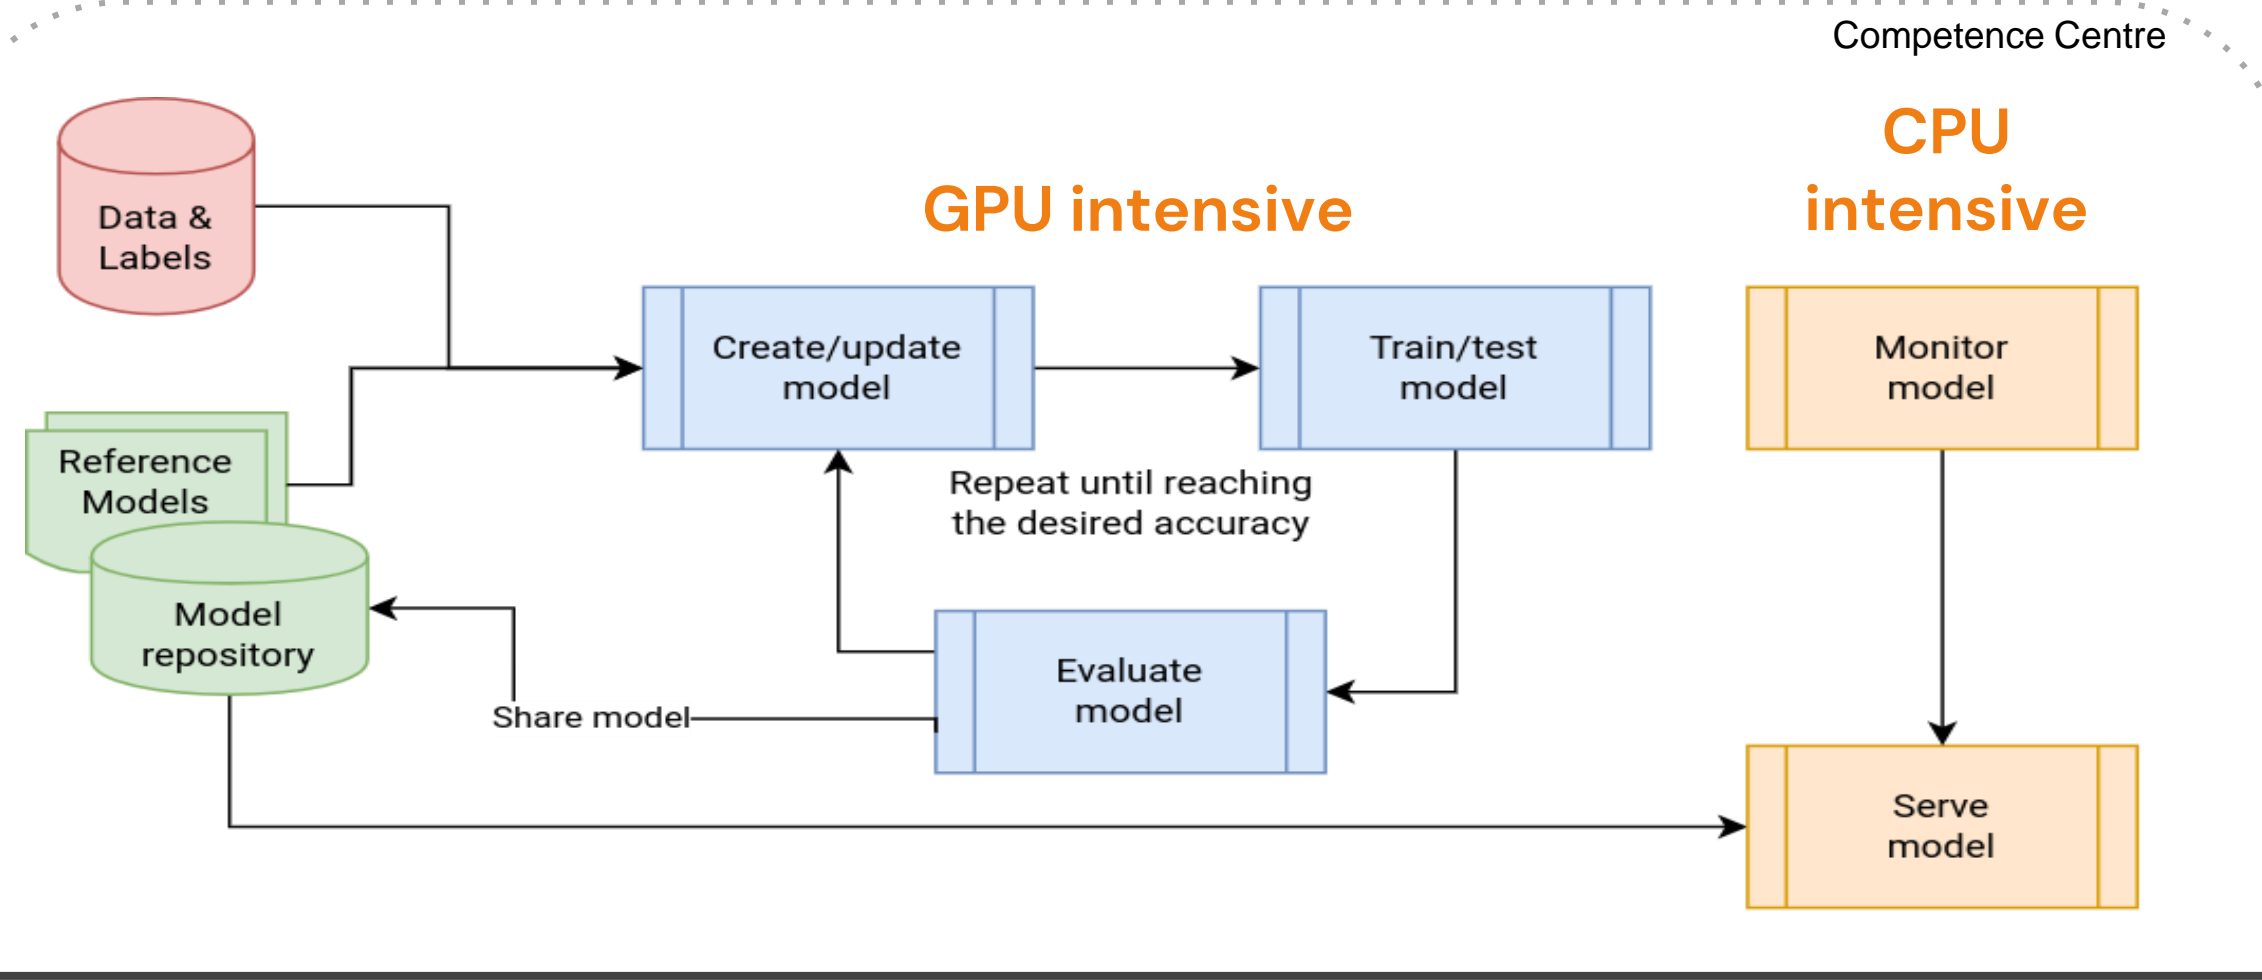 Competence Centre
CPU
intensive
GPU intensive
Data &
Labels
Create/update
model
Train/test
model
Monitor
model
Reference
Models
Repeat until reaching
the desired accuracy
Model
repository
Evaluate
model
Share model
Serve
model